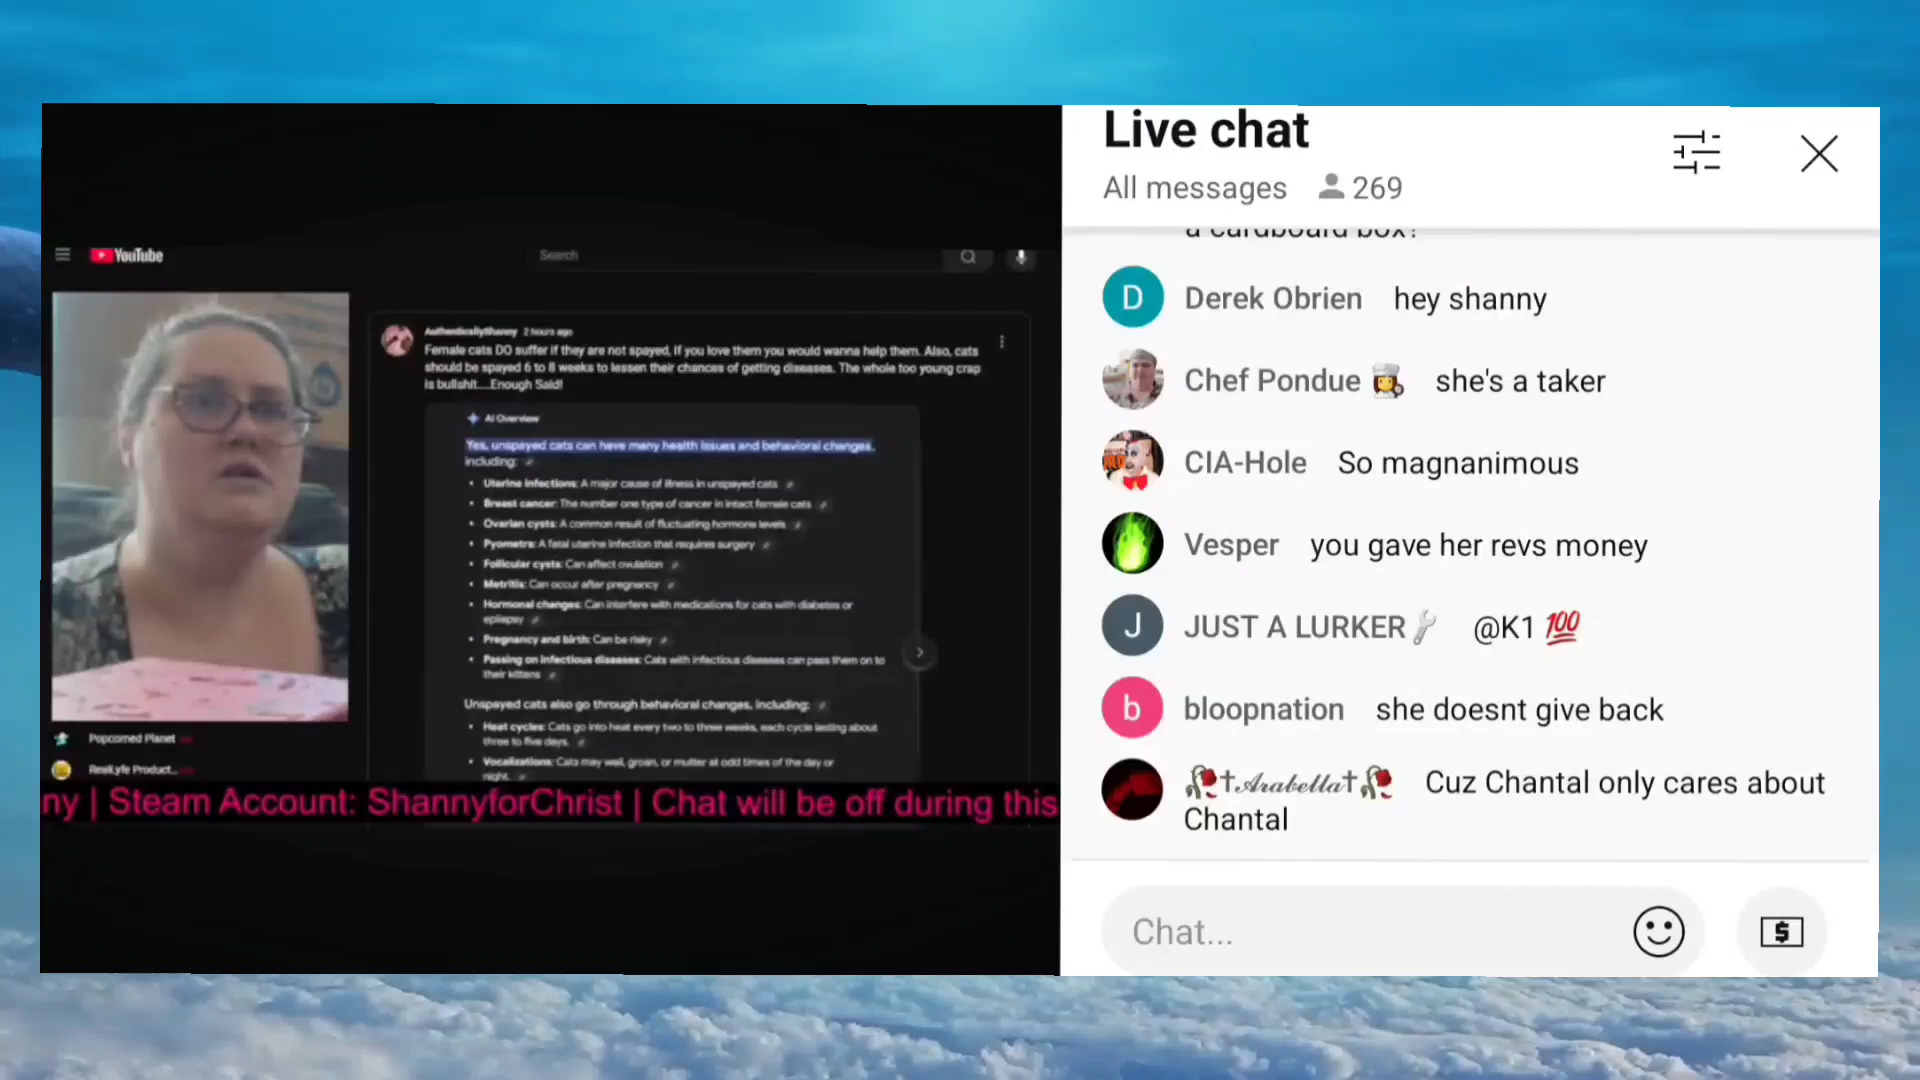 YouTube
Search
AuthenticallyShanny 2 hours ago
Female cats DO suffer if they are not spayed, if you love them you would wanna help them. Also, cats
should be spayed 6 to 8 weeks to lessen their chances of getting diseases. The whole too young crap
is bullshit....Enough Said!
AI Overview
Yes, unspayed cats can have many health issues and behavioral changes,
including:
• Uterine infections: A major cause of illness in unspayed cats
• Breast cancer: The number one type of cancer in intact female cats
• Ovarian cysts: A common result of fluctuating hormone levels
• Pyometra: A fatal uterine infection that requires surgery
• Follicular cysts: Can affect ovulation
• Metritis: Can occur after pregnancy
• Hormonal changes: Can interfere with medications for cats with diabetes or
epilepsy
• Pregnancy and birth: Can be risky
• Passing on infectious diseases: Cats with infectious diseases can pass them on to
their kittens
Unspayed cats also go through behavioral changes, including:
• Heat cycles: Cats go into heat every two to three weeks, each cycle lasting about
three to five days.
• Vocalizations: Cats may wail, groan, or mutter at odd times of the day or
night.
Popcorned Planet
RealLyfe Product...
ny | Steam Account: ShannyforChrist | Chat will be off during this
Live chat
All messages 269
a cardboard box?
D Derek Obrien hey shanny
Chef Pondue 👩‍🍳 she's a taker
CIA-Hole So magnanimous
Vesper you gave her revs money
J JUST A LURKER🔧 @K1 💯
b bloopnation she doesnt give back
🥀†𝒜𝓇𝒶𝒷𝑒𝓁𝓁𝒶†🥀 Cuz Chantal only cares about
Chantal
Chat...
$